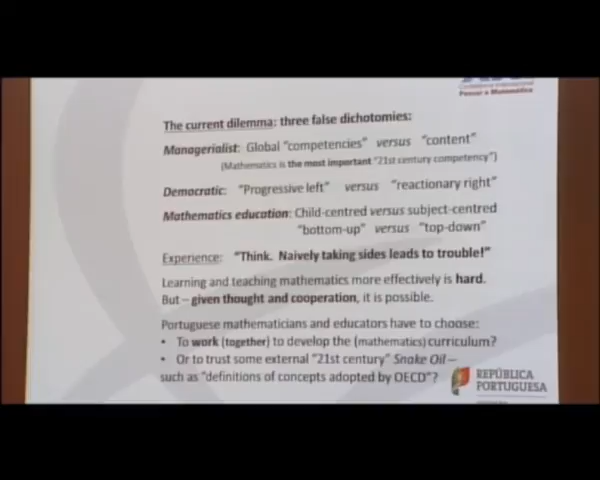 Conferência Internacional
Pensar a Matemática
The current dilemma: three false dichotomies:
Managerialist: Global "competencies" versus "content"
(Mathematics is the most important "21st century competency")
Democratic: "Progressive left" versus "reactionary right"
Mathematics education: Child-centred versus subject-centred
"bottom-up" versus "top-down"
Experience: "Think. Naively taking sides leads to trouble!"
Learning and teaching mathematics more effectively is hard.
But – given thought and cooperation, it is possible.
Portuguese mathematicians and educators have to choose:
• To work (together) to develop the (mathematics) curriculum?
• Or to trust some external "21st century" Snake Oil –
such as "definitions of concepts adopted by OECD"?
REPÚBLICA
PORTUGUESA